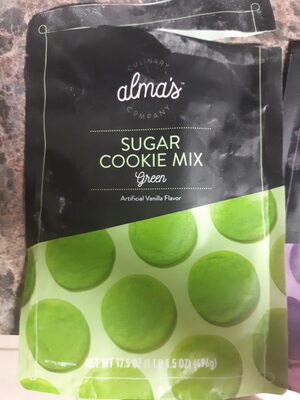 CULINARY
alma's™
COMPANY
SUGAR
COOKIE MIX
Green
Artificial Vanilla Flavor
NET WT 17.5 OZ (1 LB 1.5 OZ) (496g)